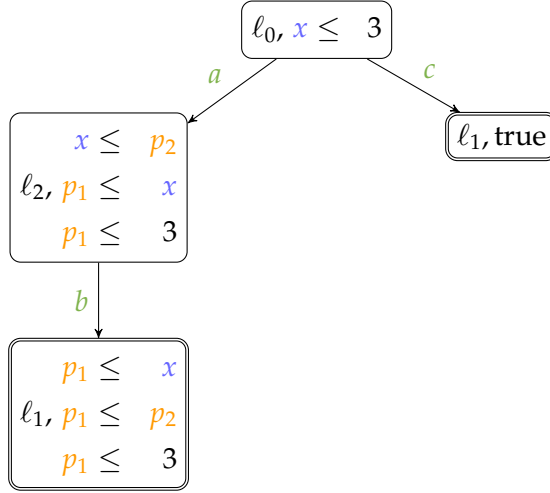 ℓ₀, x ≤ 3
a
c
x ≤ p₂
ℓ₂, p₁ ≤ x
p₁ ≤ 3
ℓ₁, true
b
p₁ ≤ x
ℓ₁, p₁ ≤ p₂
p₁ ≤ 3